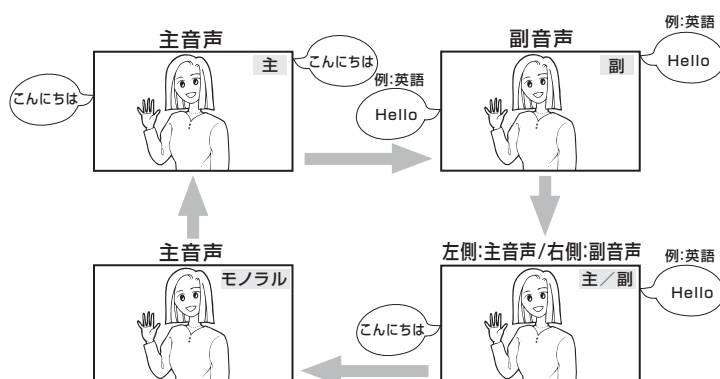 主音声
主
こんにちは
こんにちは
副音声
副
例:英語
Hello
例:英語
Hello
主音声
モノラル
左側:主音声/右側:副音声
主／副
こんにちは
例:英語
Hello